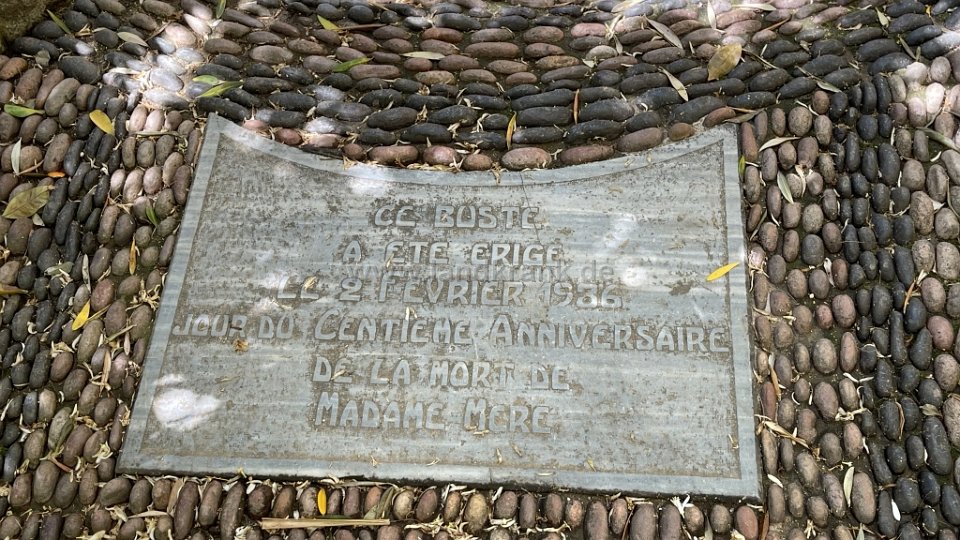 CE BUSTE
A ETE ERIGE
www.landkrank.de
LE 2 FEVRIER 1936
JOUR DU CENTIEME ANNIVERSAIRE
DE LA MORT DE
MADAME MERE